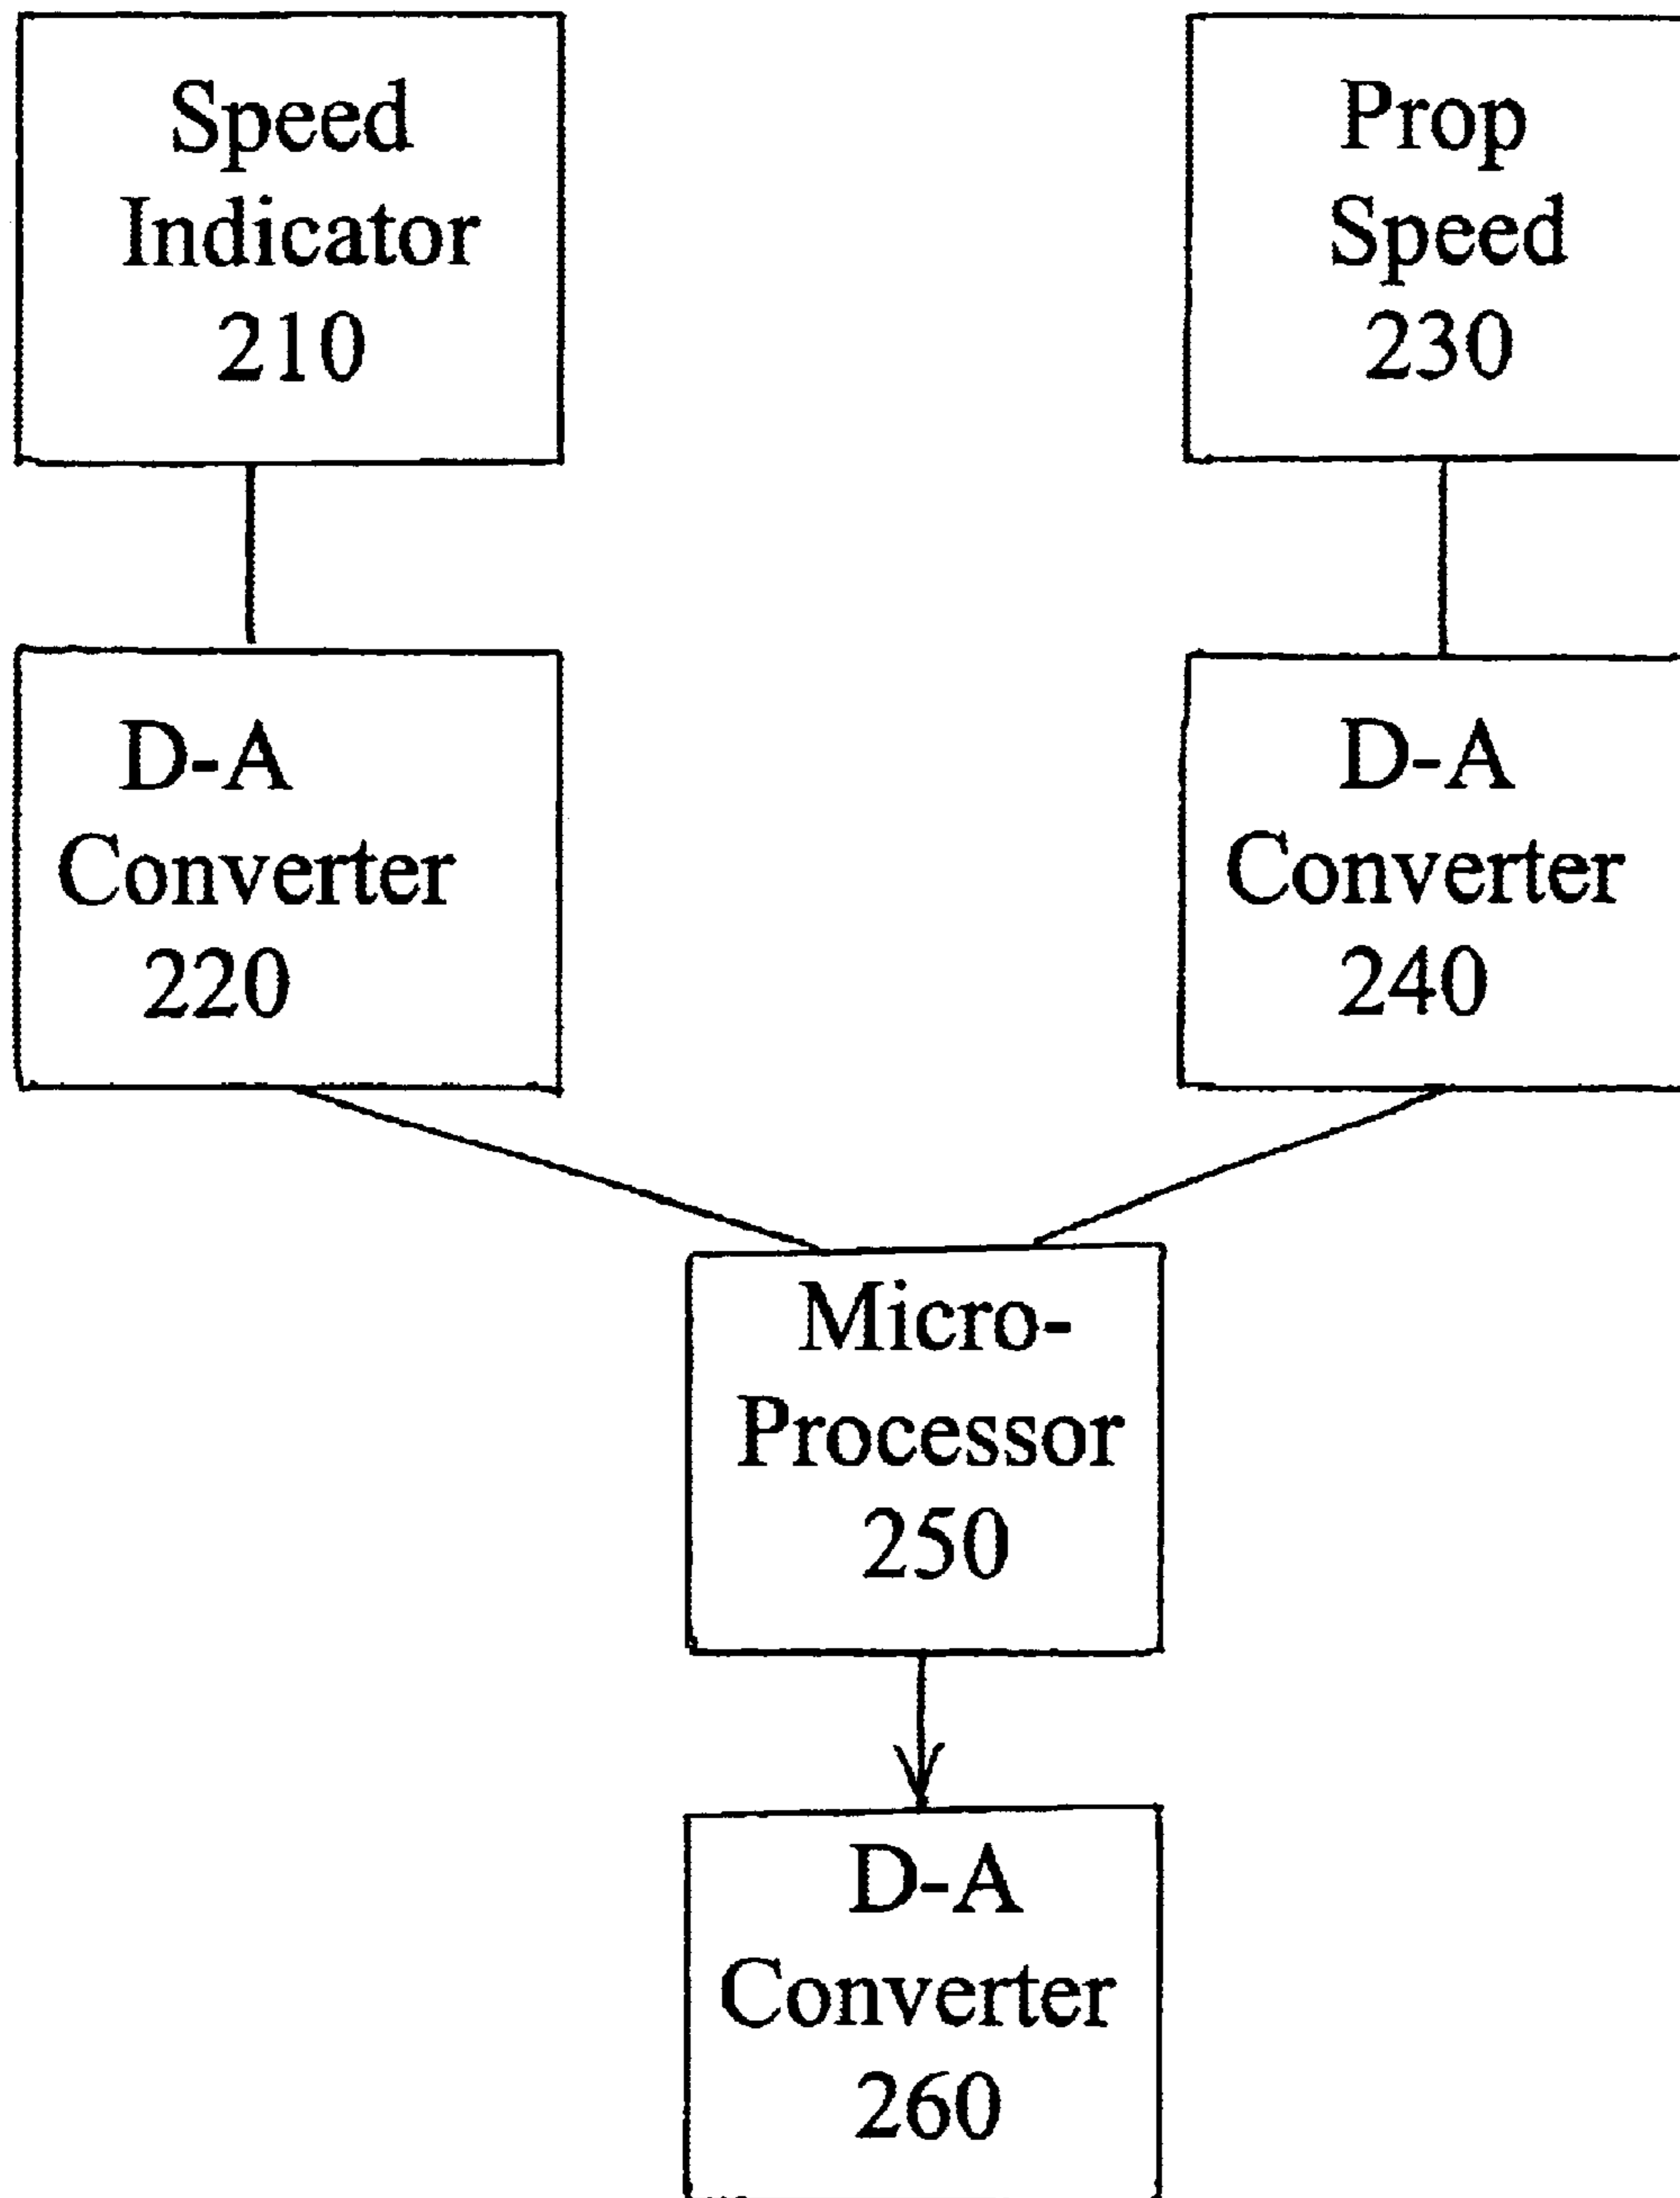 Speed
Indicator
210
Prop
Speed
230
D-A
Converter
220
D-A
Converter
240
Micro-
Processor
250
D-A
Converter
260